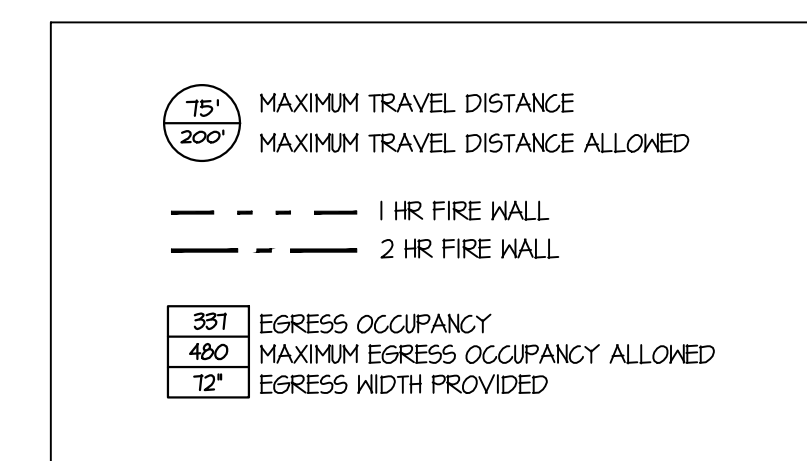 75' MAXIMUM TRAVEL DISTANCE
200' MAXIMUM TRAVEL DISTANCE ALLOWED
1 HR FIRE WALL
2 HR FIRE WALL
337 EGRESS OCCUPANCY
480 MAXIMUM EGRESS OCCUPANCY ALLOWED
72" EGRESS WIDTH PROVIDED